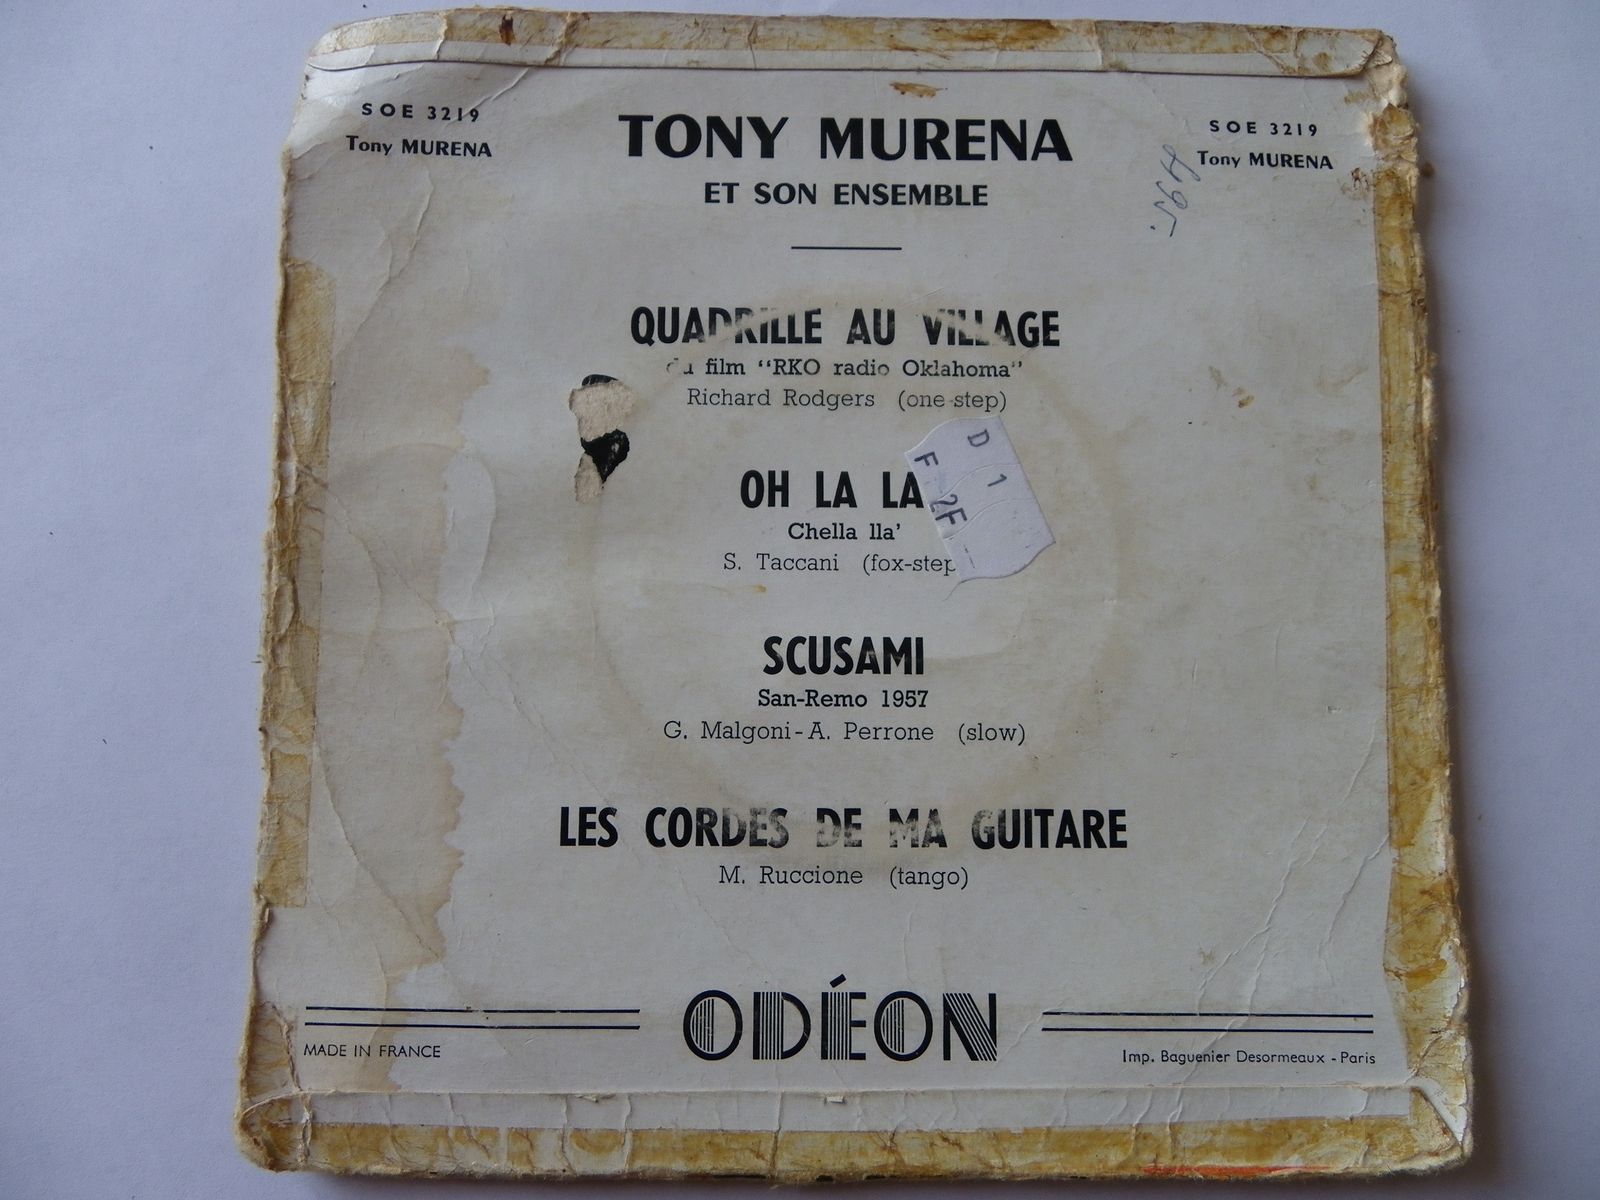 SOE 3219
Tony MURENA
TONY MURENA
ET SON ENSEMBLE
SOE 3219
Tony MURENA
495.
QUADRILLE AU VILLAGE
du film “RKO radio Oklahoma”
Richard Rodgers (one-step)
OH LA LA
Chella lla’
S. Taccani (fox-step
D 1
F 2F
SCUSAMI
San-Remo 1957
G. Malgoni-A. Perrone (slow)
LES CORDES DE MA GUITARE
M. Ruccione (tango)
ODÉON
MADE IN FRANCE
Imp. Baguenier Desormeaux - Paris